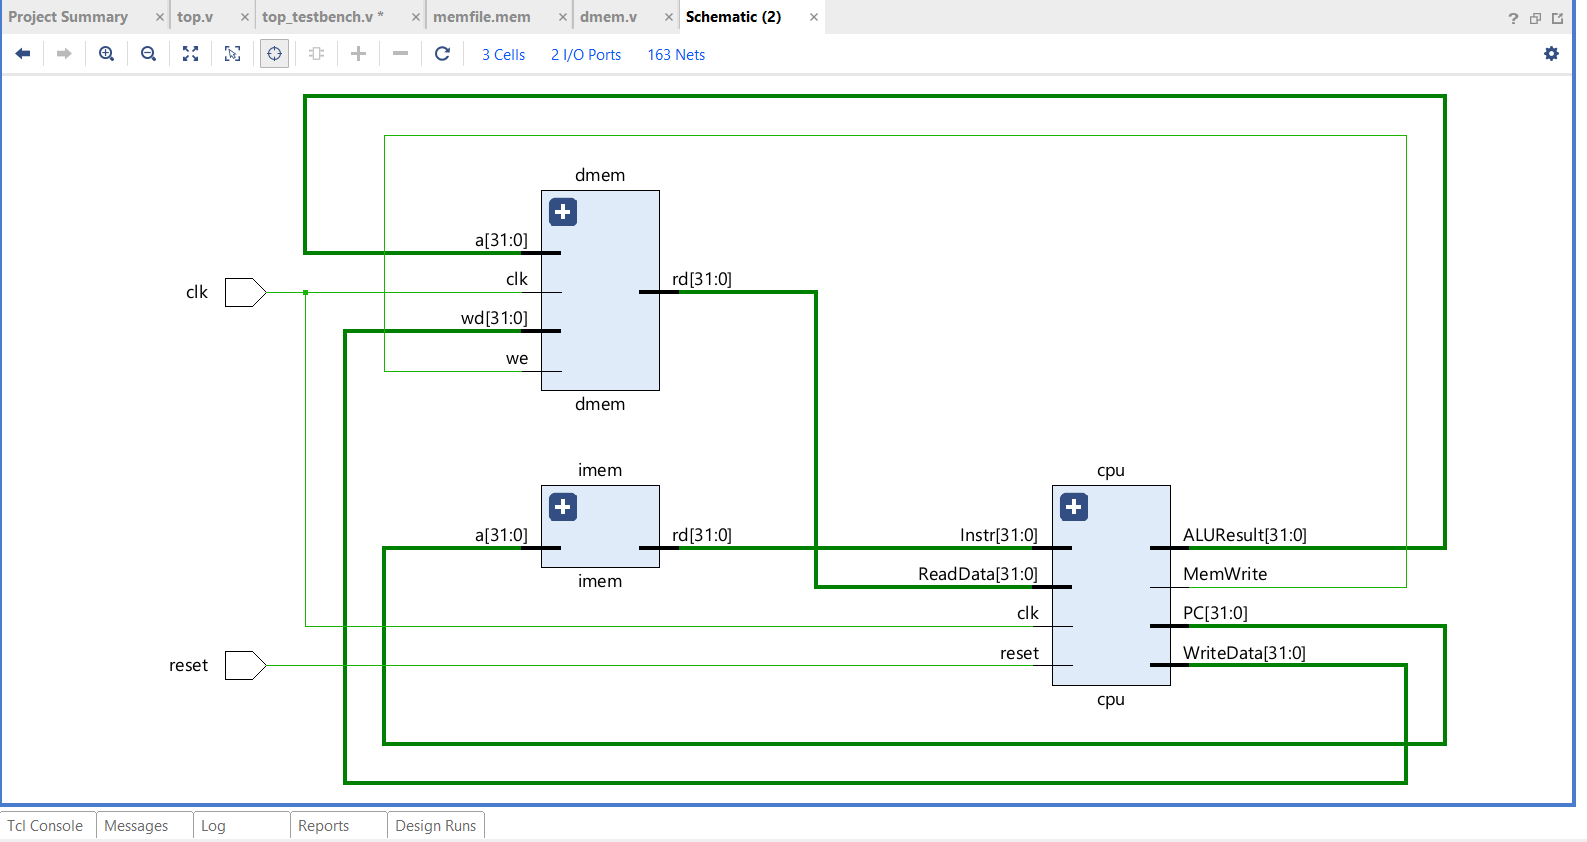 Project Summary × top.v × top_testbench.v * × memfile.mem × dmem.v × Schematic (2) × ?
3 Cells 2 I/O Ports 163 Nets
dmem
a[31:0]
clk rd[31:0]
clk
wd[31:0]
we
dmem
imem cpu
a[31:0] rd[31:0] Instr[31:0] ALUResult[31:0]
imem ReadData[31:0] MemWrite
clk PC[31:0]
reset reset WriteData[31:0]
cpu
Tcl Console Messages Log Reports Design Runs